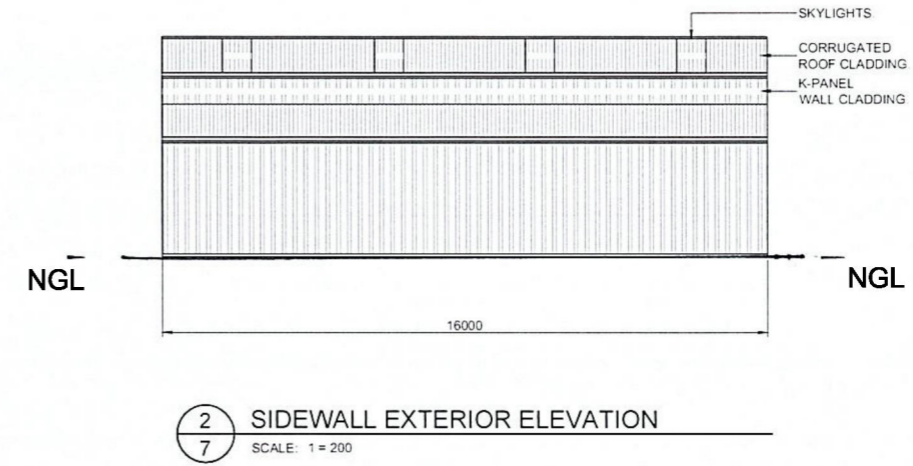 SKYLIGHTS
CORRUGATED
ROOF CLADDING
K-PANEL
WALL CLADDING
NGL
NGL
16000
2
7
SIDEWALL EXTERIOR ELEVATION
SCALE: 1 = 200